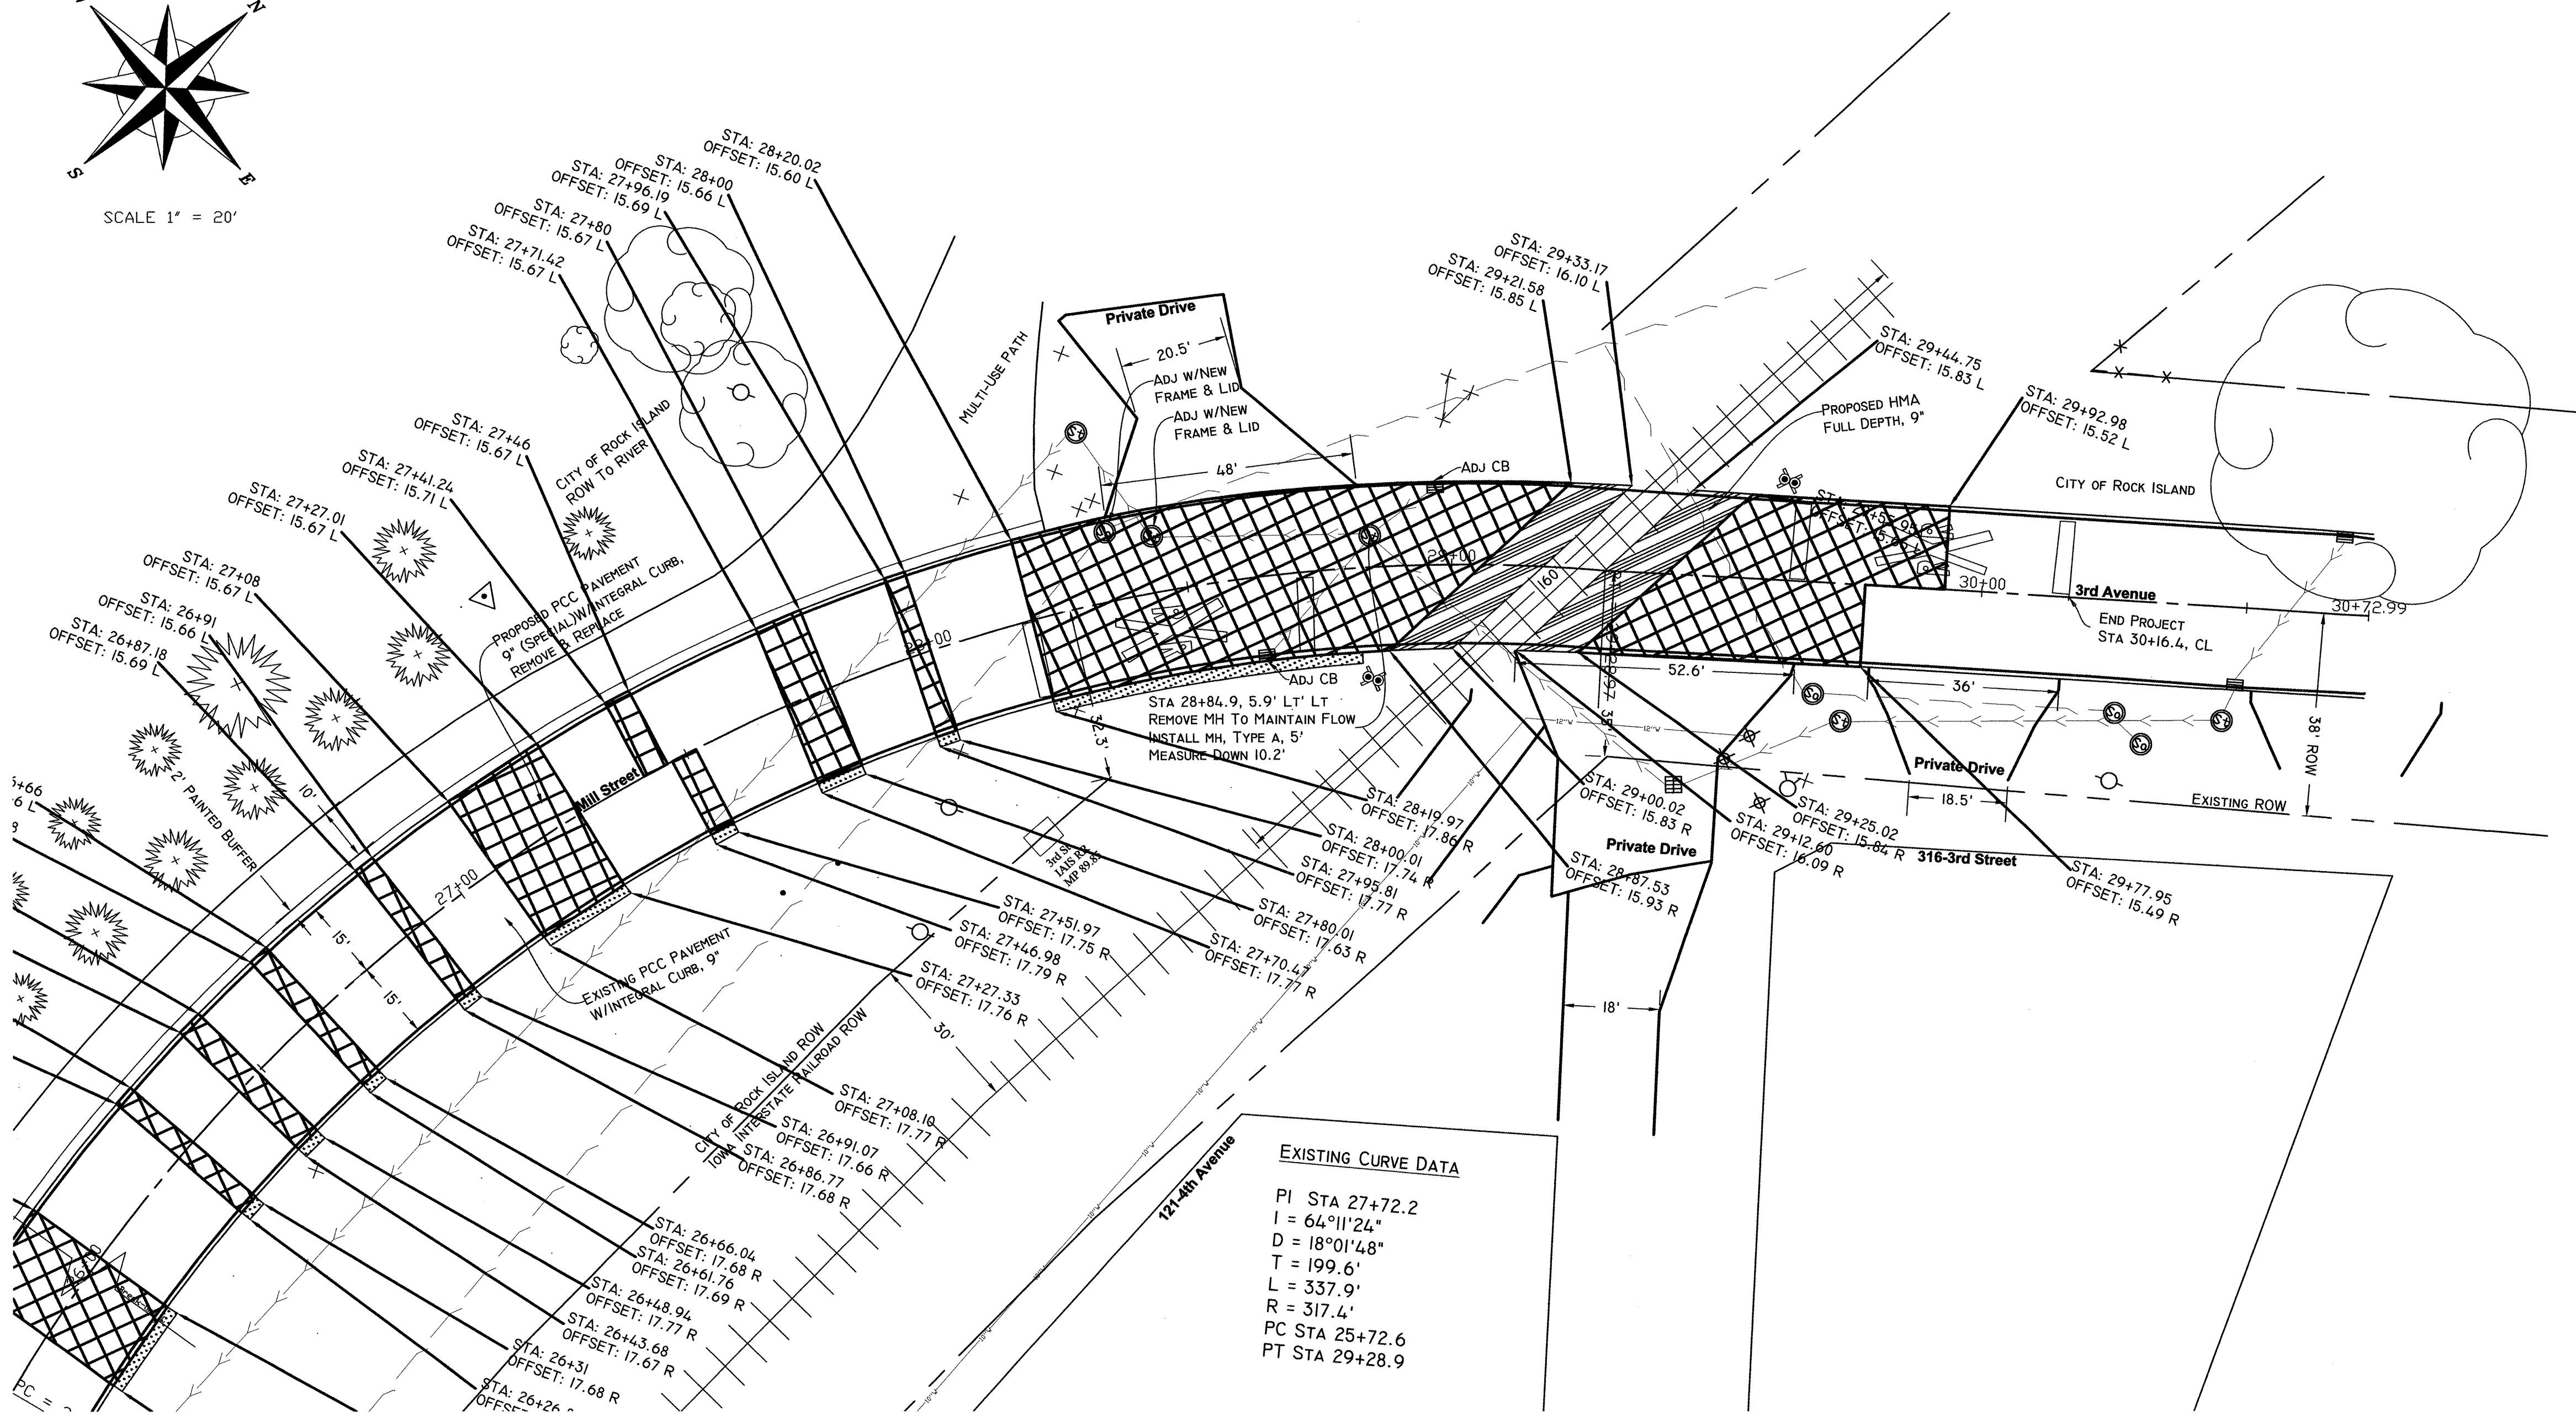 N
S
E
SCALE 1" = 20'
STA: 28+20.02
OFFSET: 15.60 L
STA: 28+00
OFFSET: 15.66 L
STA: 27+96.19
OFFSET: 15.69 L
STA: 27+80
OFFSET: 15.67 L
STA: 27+71.42
OFFSET: 15.67 L
STA: 27+46
OFFSET: 15.67 L
STA: 27+41.24
OFFSET: 15.71 L
STA: 27+27.01
OFFSET: 15.67 L
STA: 27+08
OFFSET: 15.67 L
STA: 26+91
OFFSET: 15.66 L
STA: 26+87.18
OFFSET: 15.69 L
CITY OF ROCK ISLAND
ROW TO RIVER
PROPOSED PCC PAVEMENT
9" (SPECIAL)W/INTEGRAL CURB,
REMOVE & REPLACE
2' PAINTED BUFFER
10'
15'
15'
27+00
Mill Street
MULTI-USE PATH
Private Drive
20.5'
ADJ W/NEW
FRAME & LID
ADJ W/NEW
FRAME & LID
48'
ADJ CB
STA: 29+33.17
OFFSET: 16.10 L
STA: 29+21.58
OFFSET: 15.85 L
STA: 29+44.75
OFFSET: 15.83 L
PROPOSED HMA
FULL DEPTH, 9"
STA: 29+92.98
OFFSET: 15.52 L
CITY OF ROCK ISLAND
29+00
160
30+00
3rd Avenue
30+72.99
END PROJECT
STA 30+16.4, CL
ADJ CB
STA 28+84.9, 5.9' LT' LT
REMOVE MH TO MAINTAIN FLOW
INSTALL MH, TYPE A, 5'
MEASURE DOWN 10.2'
32.3'
52.6'
36'
35'
12"W
12"W
38' ROW
Private Drive
18.5'
EXISTING ROW
3rd St
IAIS RR
STA: 28+19.97
OFFSET: 17.86 R
STA: 28+00.01
OFFSET: 17.74 R
STA: 27+95.81
OFFSET: 17.77 R
STA: 27+80.01
OFFSET: 17.63 R
STA: 27+70.47
OFFSET: 17.77 R
STA: 29+00.02
OFFSET: 15.83 R
STA: 29+25.02
OFFSET: 15.84 R
STA: 29+12.60
OFFSET: 16.09 R
Private Drive
STA: 28+87.53
OFFSET: 15.93 R
316-3rd Street
STA: 29+77.95
OFFSET: 15.49 R
STA: 27+51.97
OFFSET: 17.75 R
STA: 27+46.98
OFFSET: 17.79 R
STA: 27+27.33
OFFSET: 17.76 R
EXISTING PCC PAVEMENT
W/INTEGRAL CURB, 9"
30'
18'
CITY OF ROCK ISLAND ROW
IOWA INTERSTATE RAILROAD ROW
STA: 27+08.10
OFFSET: 17.77 R
STA: 26+91.07
OFFSET: 17.66 R
STA: 26+86.77
OFFSET: 17.68 R
STA: 26+66.04
OFFSET: 17.68 R
STA: 26+61.76
OFFSET: 17.69 R
STA: 26+48.94
OFFSET: 17.77 R
STA: 26+43.68
OFFSET: 17.67 R
STA: 26+31
OFFSET: 17.68 R
121-4th Avenue
EXISTING CURVE DATA
PI STA 27+72.2
I = 64°11'24"
D = 18°01'48"
T = 199.6'
L = 337.9'
R = 317.4'
PC STA 25+72.6
PT STA 29+28.9
PC =